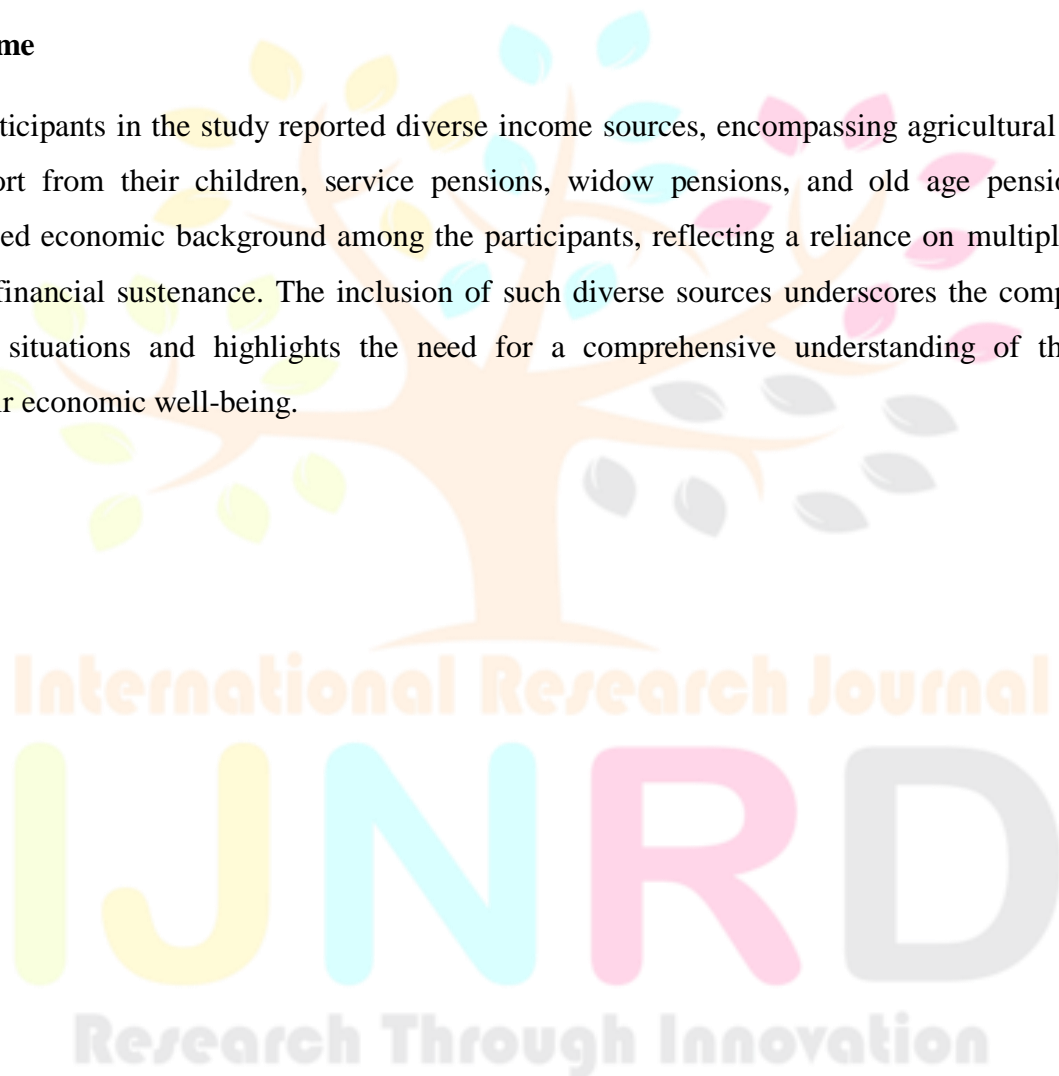 me
ticipants in the study reported diverse income sources, encompassing agricultural
ort from their children, service pensions, widow pensions, and old age pensio
ed economic background among the participants, reflecting a reliance on multipl
financial sustenance. The inclusion of such diverse sources underscores the comp
situations and highlights the need for a comprehensive understanding of th
r economic well-being.
International Research Journal
IJNRD
Research Through Innovation